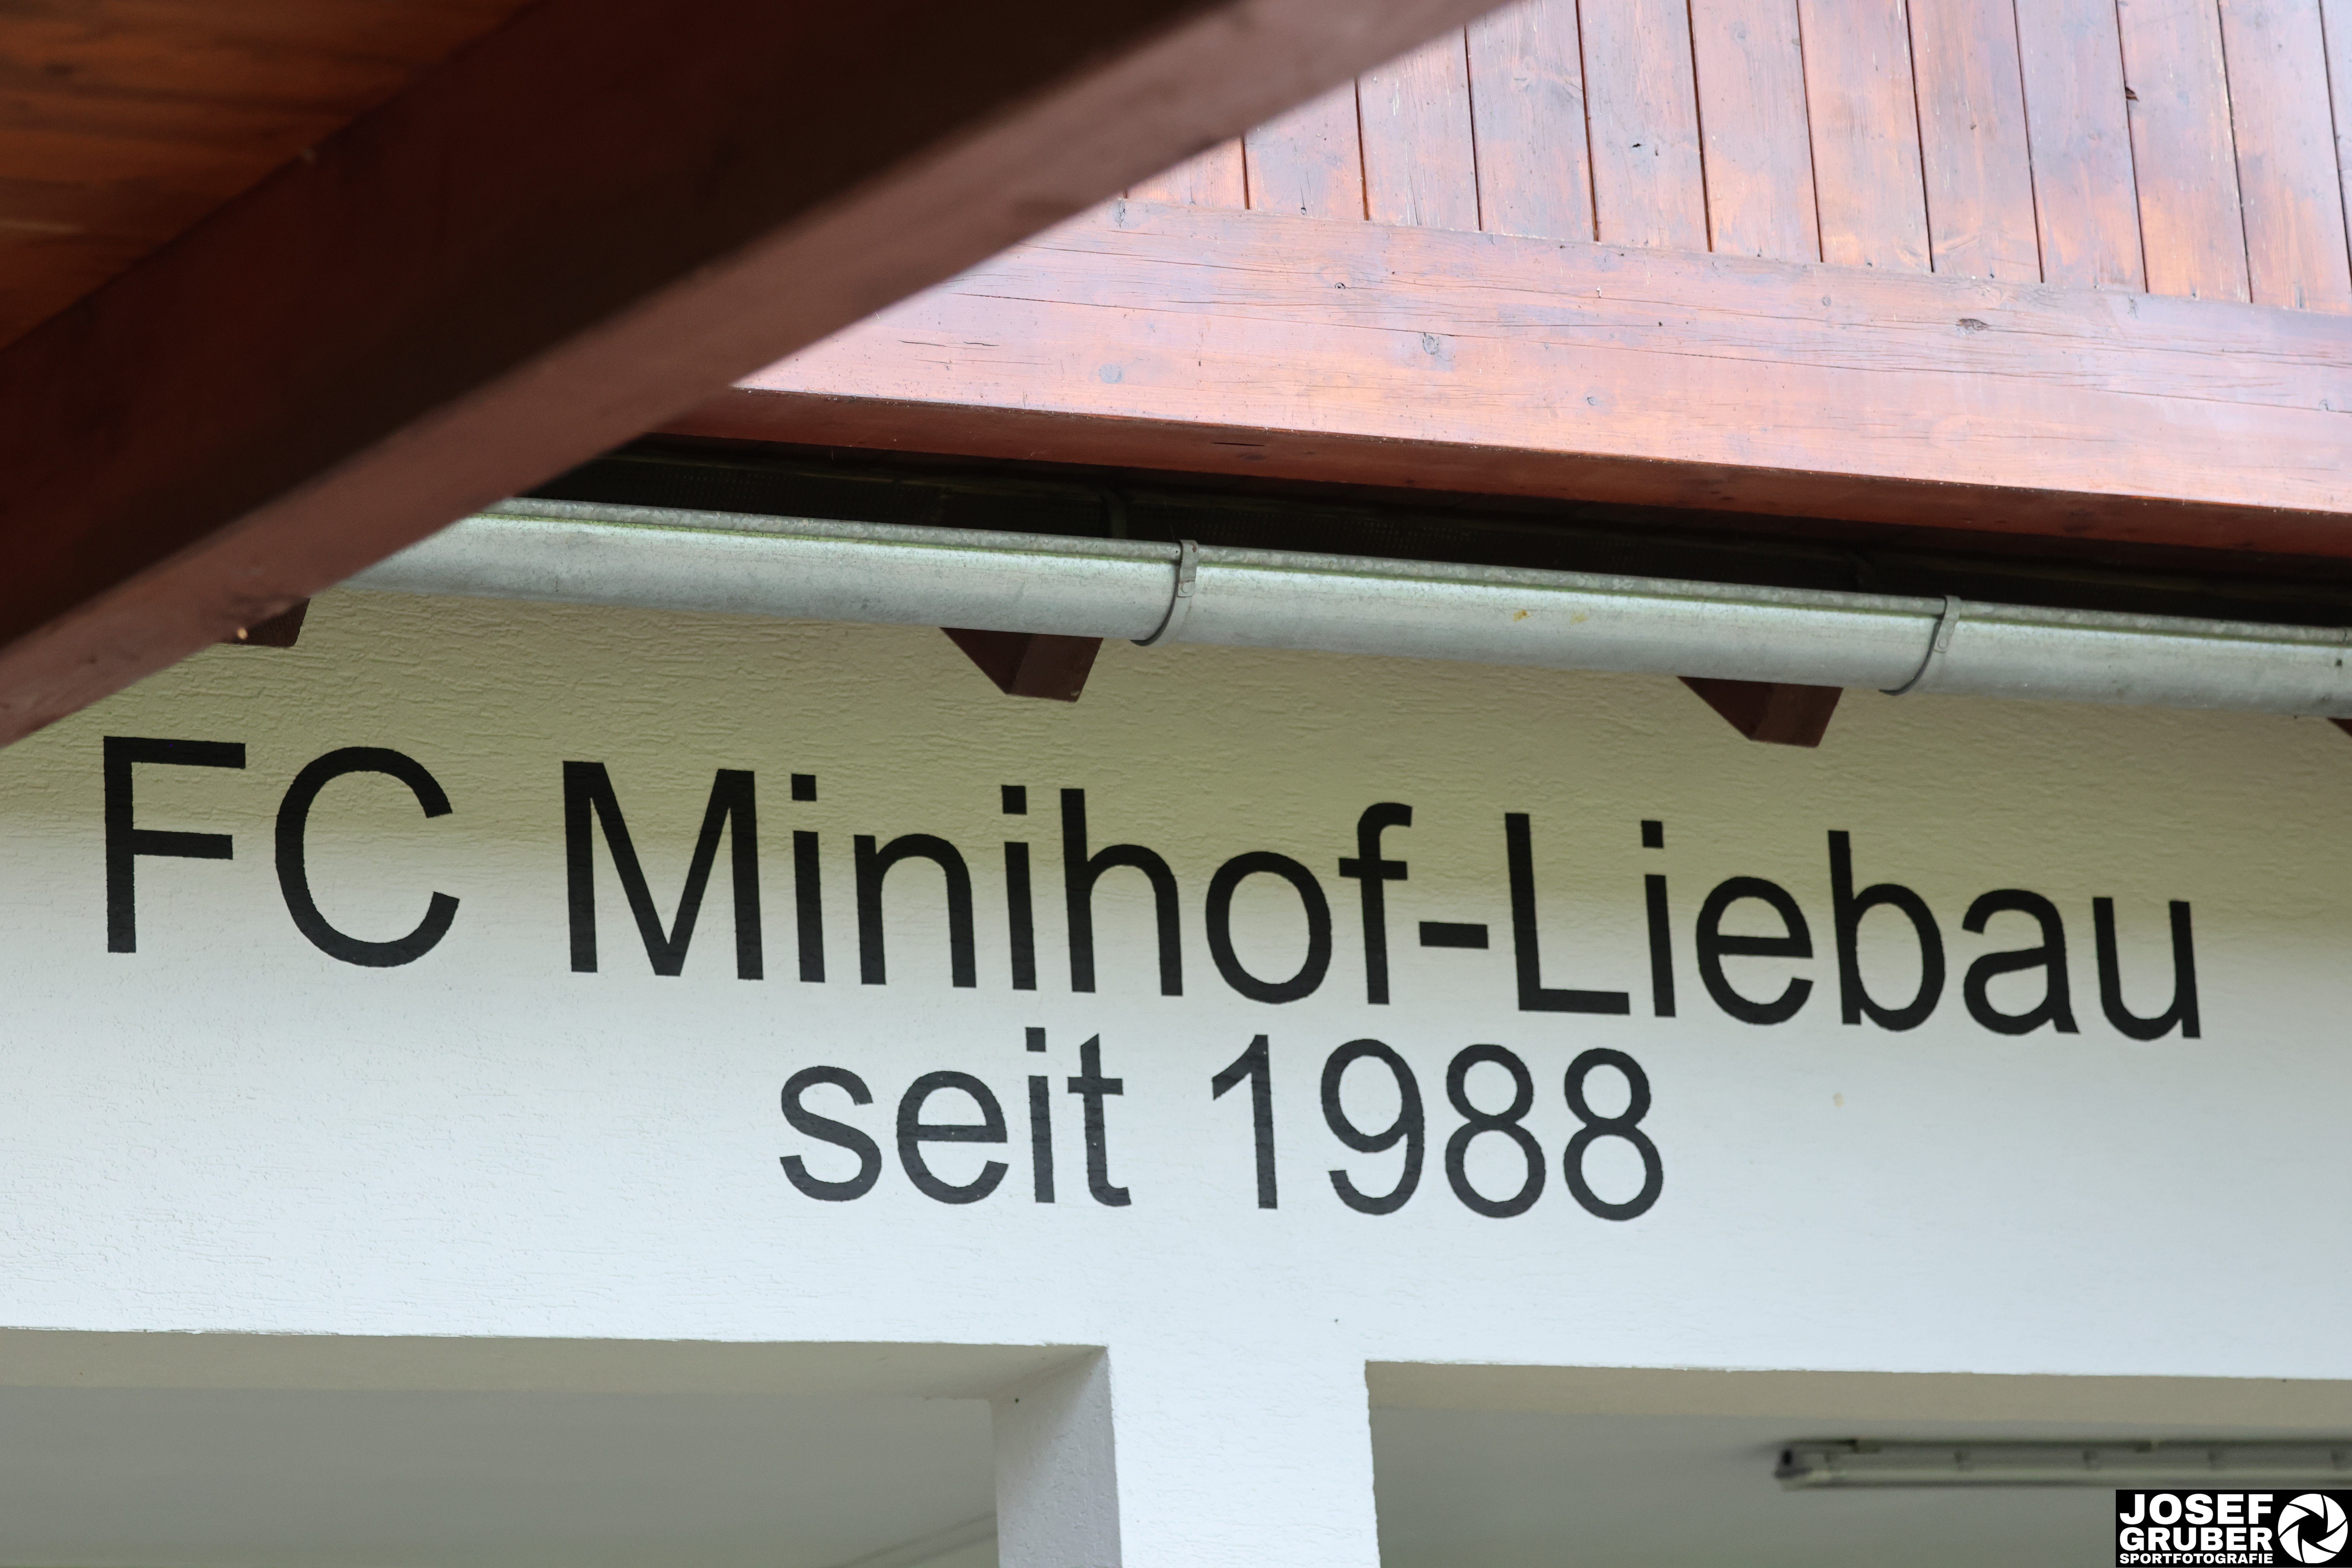 FC Minihof-Liebau
seit 1988
JOSEF
GRUBER
SPORTFOTOGRAFIE